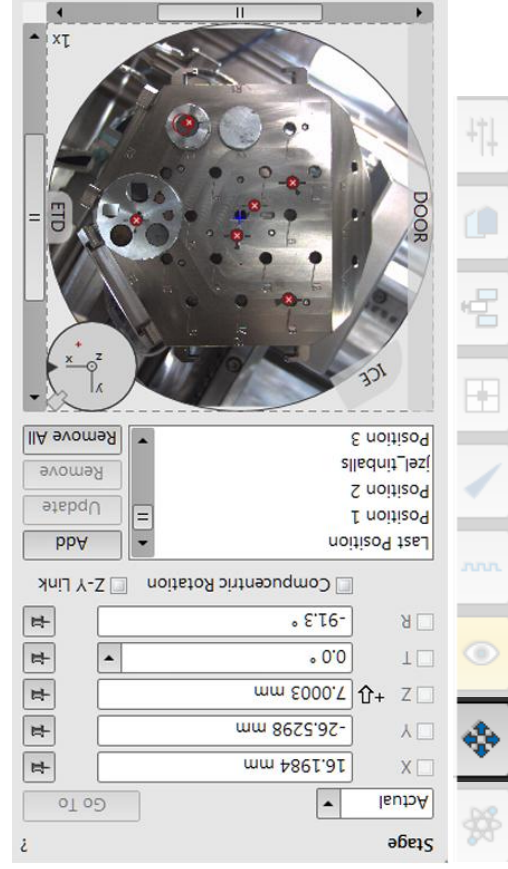 Stage ?
Actual Go To
X 16.1984 mm
Y -26.5298 mm
Z + 7.0003 mm
T 0.0 °
R -91.3 °
Compucentric Rotation Z-Y Link
Last Position
Position 1
Position 2
jzel_tinballs
Position 3
Add
Update
Remove
Remove All
ICE
y
z
x
DOOR
ETD
1x